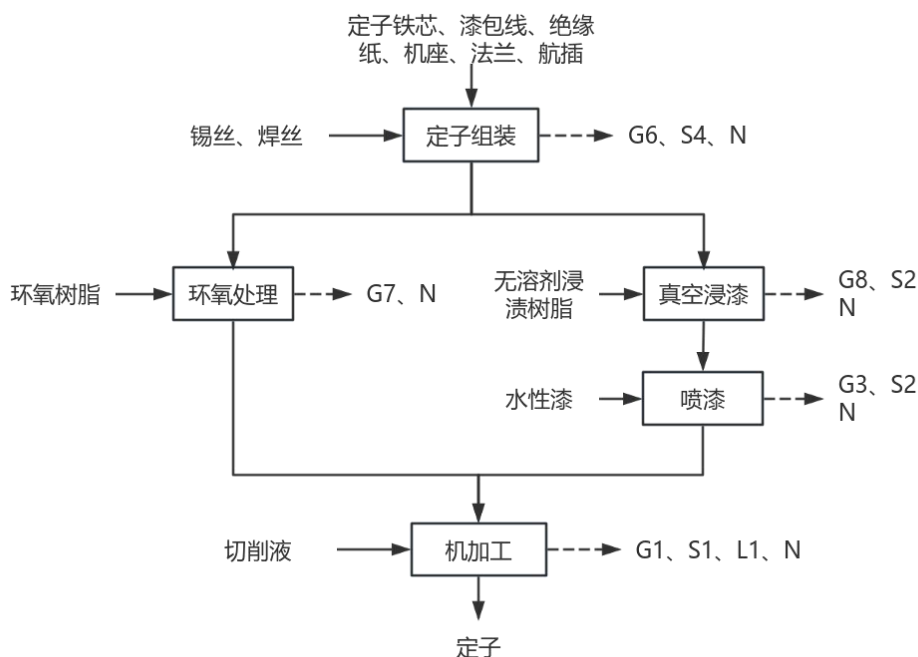 定子铁芯、漆包线、绝缘
纸、机座、法兰、航插
锡丝、焊丝
定子组装
G6、S4、N
环氧树脂
环氧处理
G7、N
无溶剂浸
渍树脂
真空浸漆
G8、S2
N
水性漆
喷漆
G3、S2
N
切削液
机加工
G1、S1、L1、N
定子